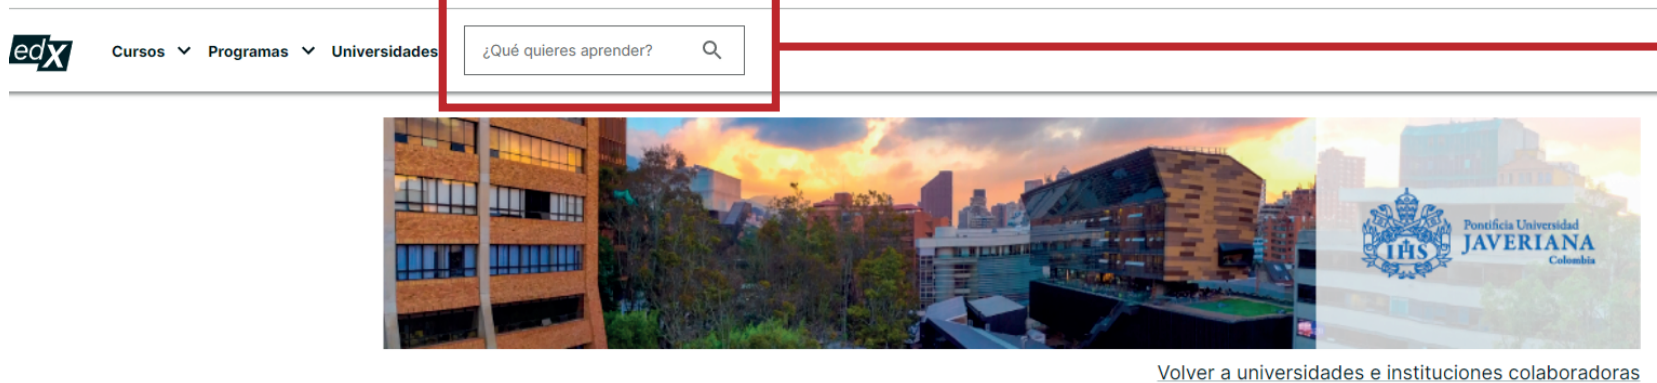 edX Cursos Programas Universidades ¿Qué quieres aprender?
Pontificia Universidad
JAVERIANA
Colombia
IHS
Volver a universidades e instituciones colaboradoras